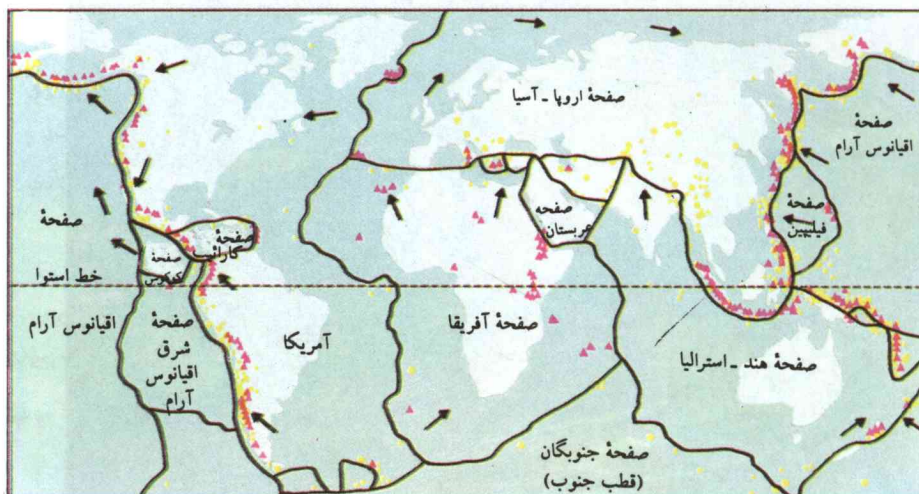 صفحهٔ اروپا ـ آسیا
صفحهٔ
اقیانوس آرام
صفحهٔ
فیلیپین
صفحه
عربستان
صفحهٔ
کارائیب
صفحهٔ
کوکوس
صفحهٔ
خط استوا
اقیانوس آرام
صفحهٔ
شرق
اقیانوس
آرام
آمریکا
صفحهٔ آفریقا
صفحهٔ هند ـ استرالیا
صفحهٔ جنوبگان
(قطب جنوب)